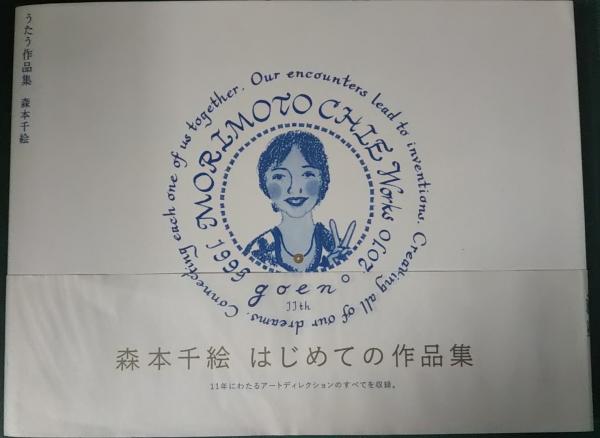 うたう作品集 森本千絵
Our encounters lead to inventions. Creating all of our dreams. Connecting each one of us together.
MORIMOTO CHIE Works 1999 2010
goen°
11th
森本千絵 はじめての作品集
11年にわたるアートディレクションのすべてを収録。